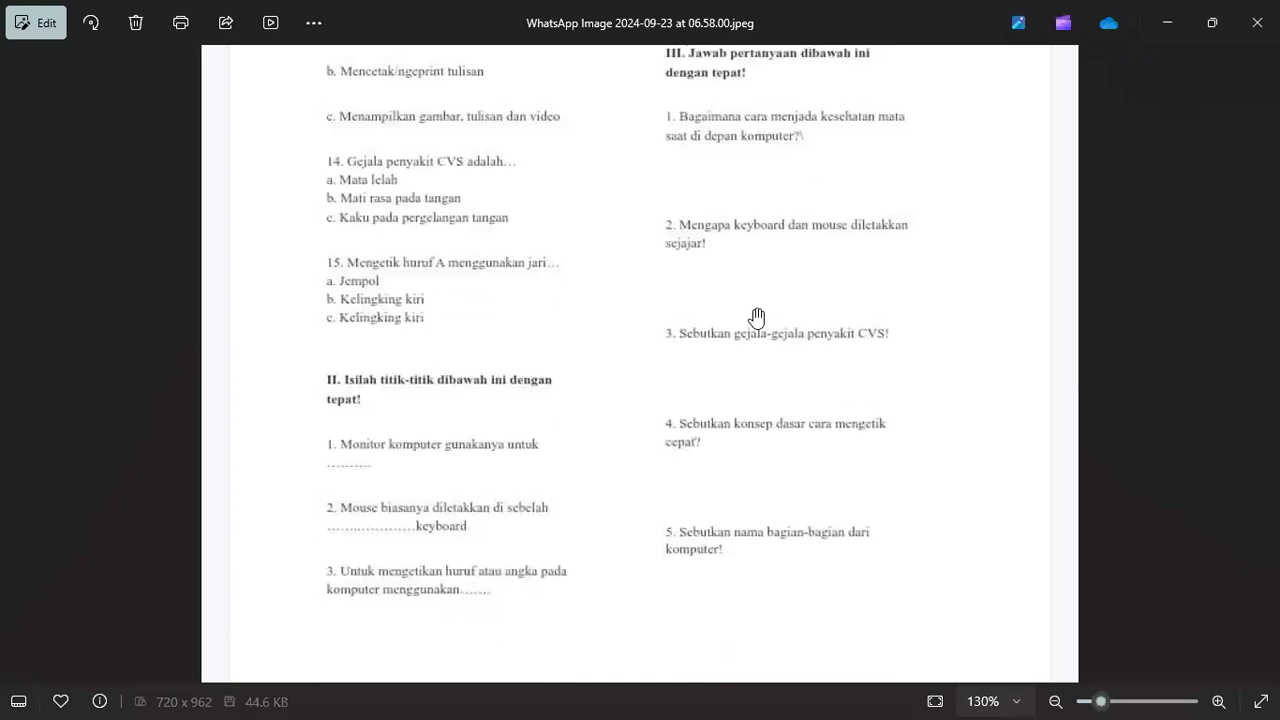 Edit
WhatsApp Image 2024-09-23 at 06.58.00.jpeg
b. Mencetak/ngeprint tulisan
c. Menampilkan gambar, tulisan dan video
14. Gejala penyakit CVS adalah…
a. Mata lelah
b. Mati rasa pada tangan
c. Kaku pada pergelangan tangan
15. Mengetik huruf A menggunakan jari…
a. Jempol
b. Kelingking kiri
c. Kelingking kiri
II. Isilah titik-titik dibawah ini dengan
tepat!
1. Monitor komputer gunakanya untuk
..........
2. Mouse biasanya diletakkan di sebelah
....................keyboard
3. Untuk mengetikan huruf atau angka pada
komputer menggunakan.......
III. Jawab pertanyaan dibawah ini
dengan tepat!
1. Bagaimana cara menjada kesehatan mata
saat di depan komputer?\
2. Mengapa keyboard dan mouse diletakkan
sejajar!
3. Sebutkan gejala-gejala penyakit CVS!
4. Sebutkan konsep dasar cara mengetik
cepat?
5. Sebutkan nama bagian-bagian dari
komputer!
720 x 962
44.6 KB
130%